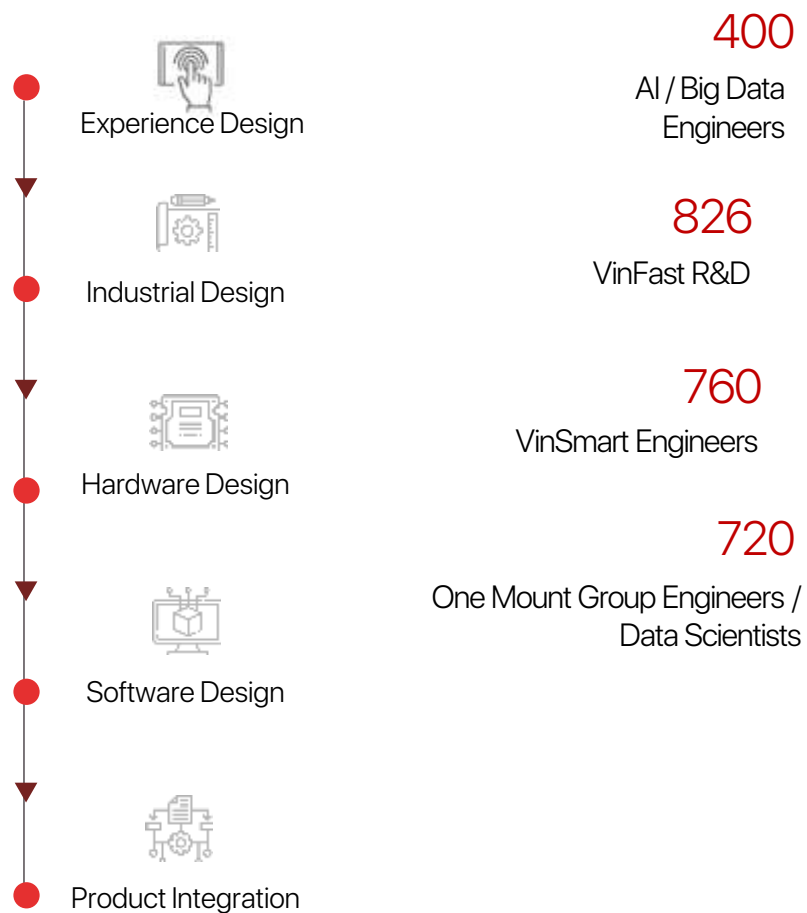 Experience Design
Industrial Design
Hardware Design
Software Design
Product Integration
400
AI / Big Data
Engineers
826
VinFast R&D
760
VinSmart Engineers
720
One Mount Group Engineers /
Data Scientists